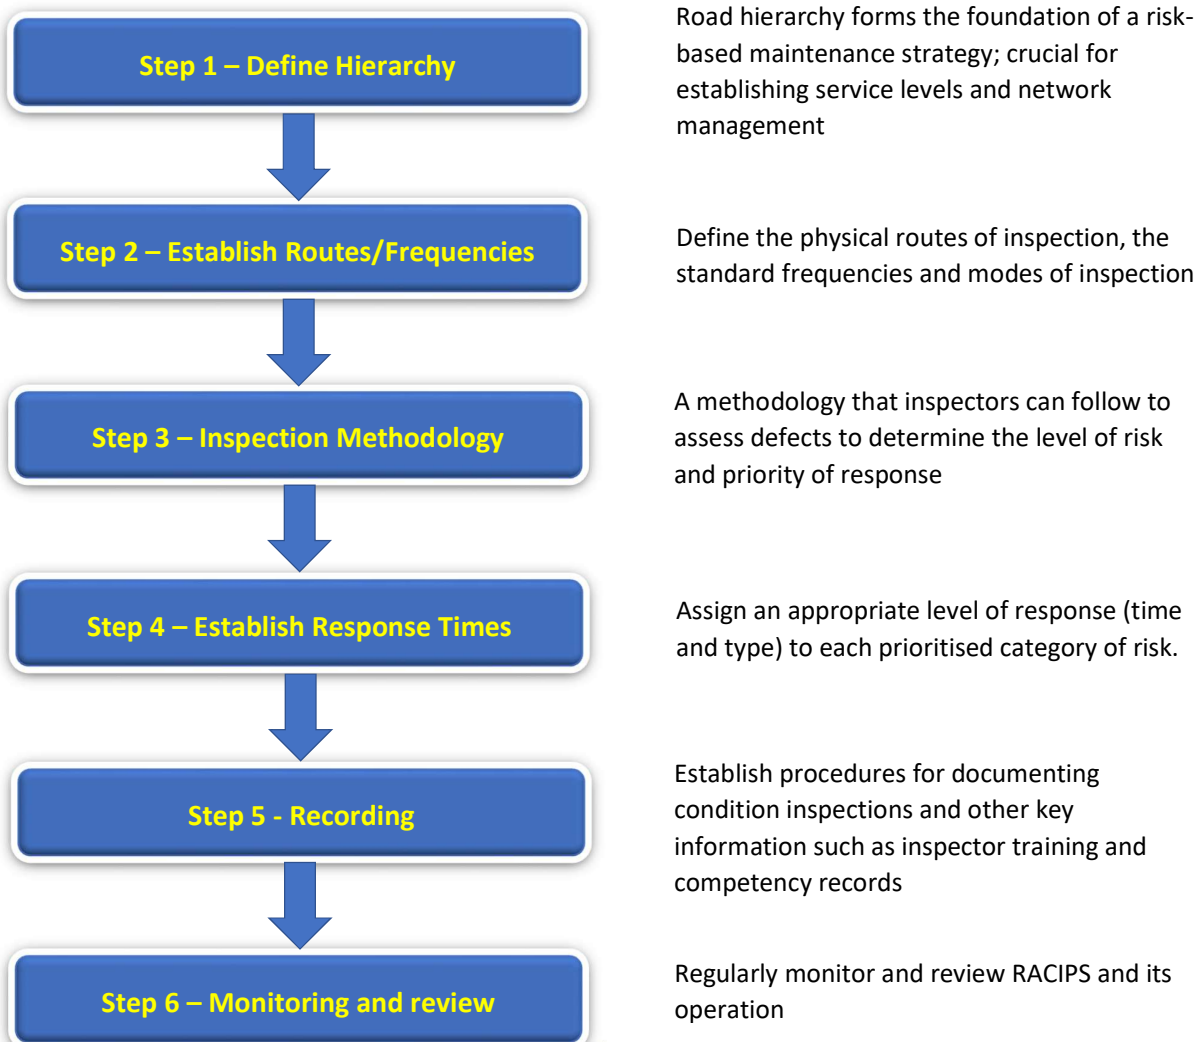 Step 1 – Define Hierarchy
Road hierarchy forms the foundation of a risk-
based maintenance strategy; crucial for
establishing service levels and network
management
Step 2 – Establish Routes/Frequencies
Define the physical routes of inspection, the
standard frequencies and modes of inspection
Step 3 – Inspection Methodology
A methodology that inspectors can follow to
assess defects to determine the level of risk
and priority of response
Step 4 – Establish Response Times
Assign an appropriate level of response (time
and type) to each prioritised category of risk.
Step 5 - Recording
Establish procedures for documenting
condition inspections and other key
information such as inspector training and
competency records
Step 6 – Monitoring and review
Regularly monitor and review RACIPS and its
operation